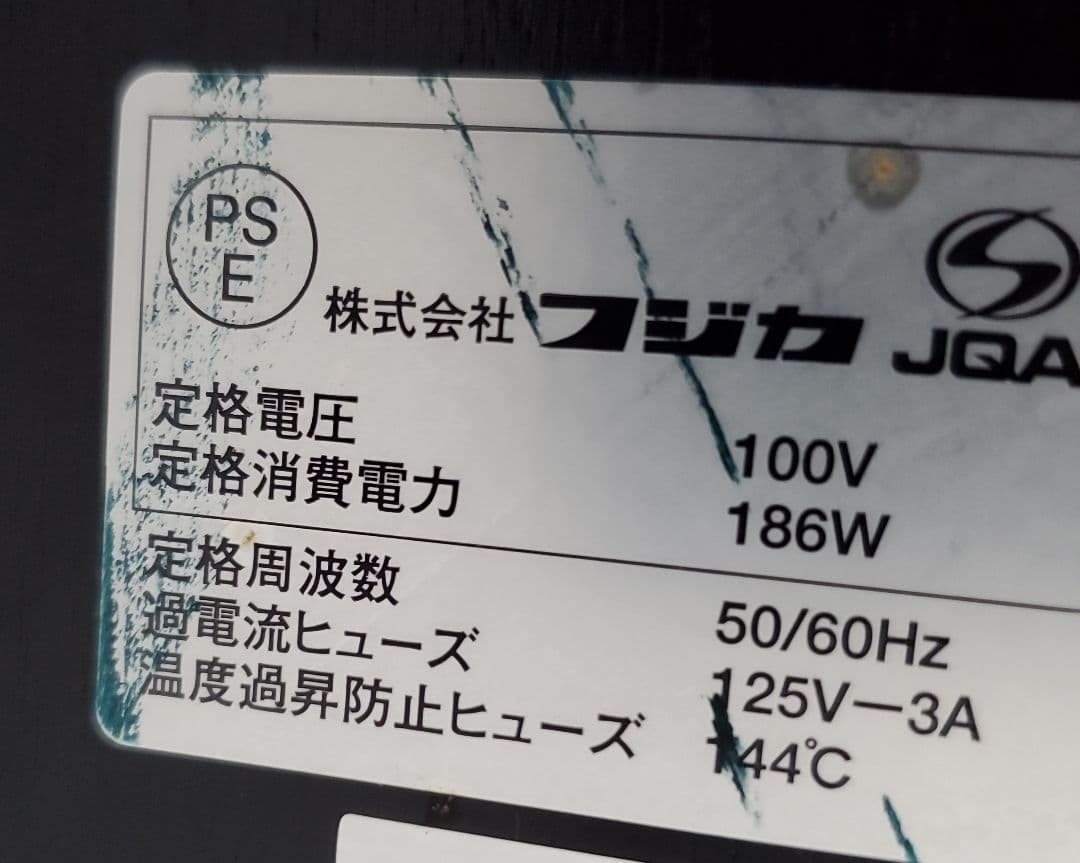 PS
E
株式会社フジカ
JQA
定格電圧 100V
定格消費電力 186W
定格周波数 50/60Hz
過電流ヒューズ 125V－3A
温度過昇防止ヒューズ 144℃